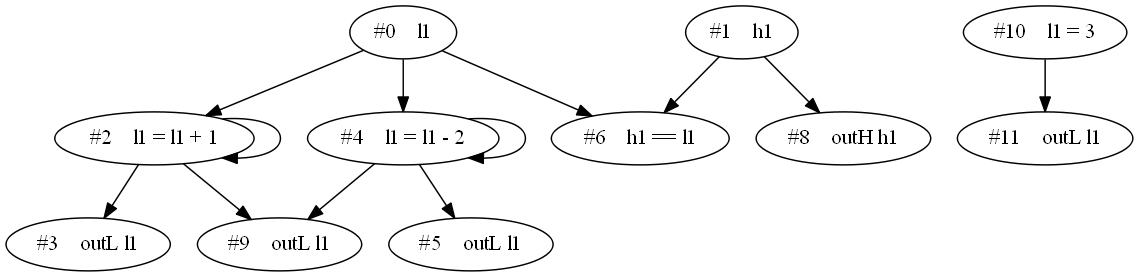 #0 l1
#1 h1
#10 l1 = 3
#2 l1 = l1 + 1
#4 l1 = l1 - 2
#6 h1 == l1
#8 outH h1
#11 outL l1
#3 outL l1
#9 outL l1
#5 outL l1